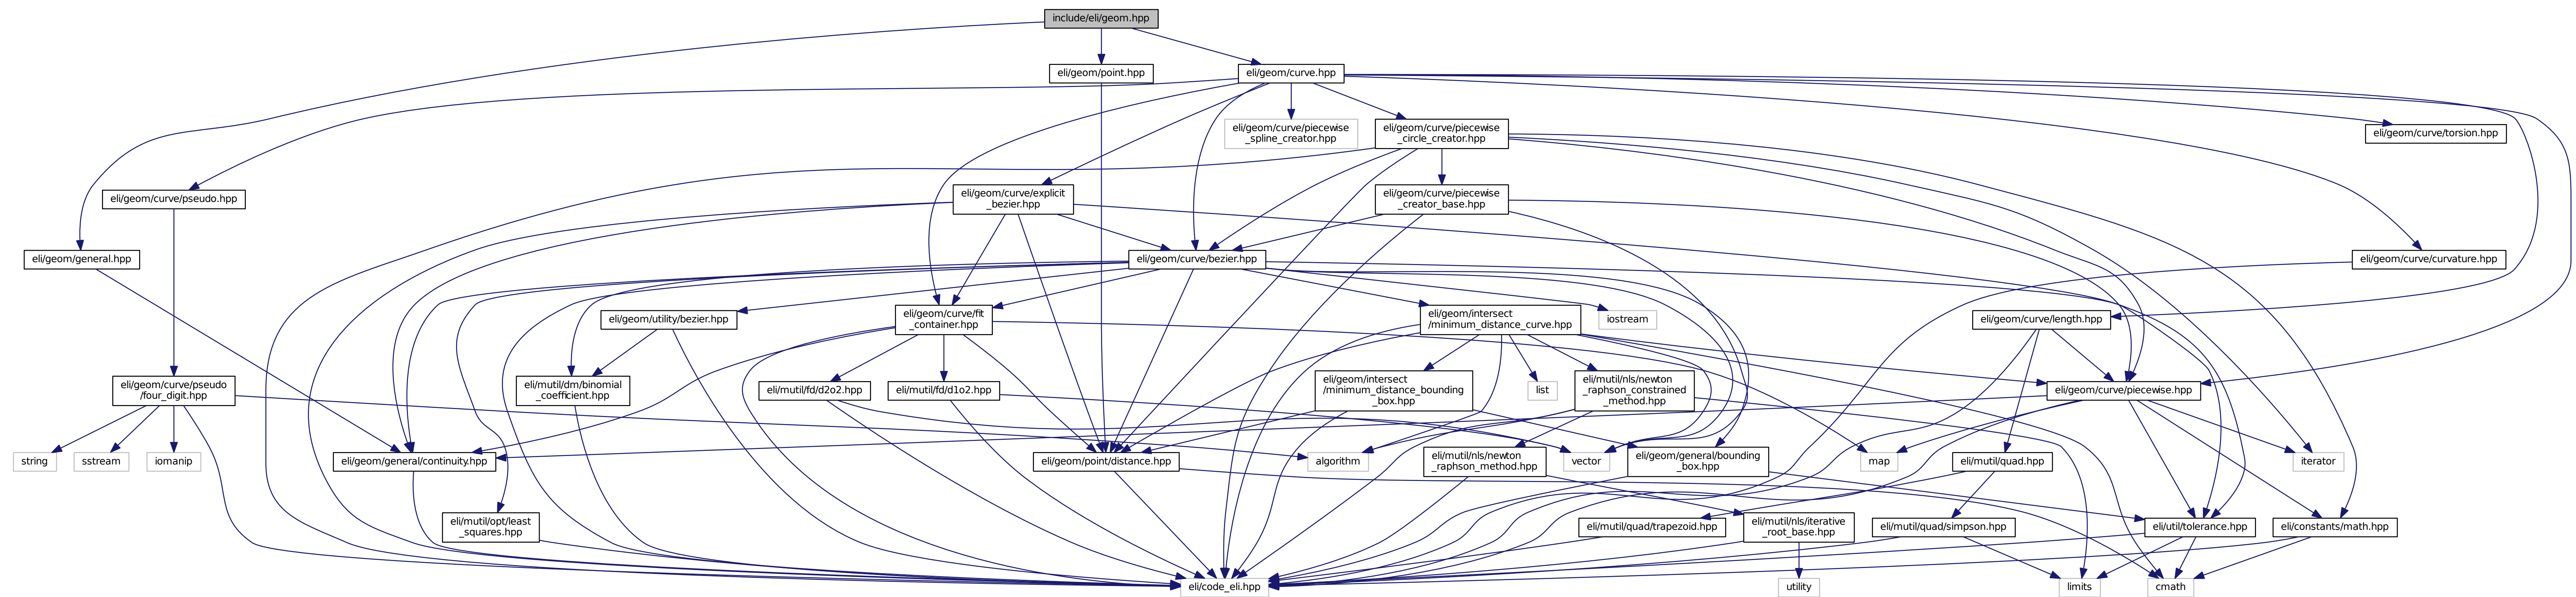 include/eli/geom.hpp
eli/geom/point.hpp
eli/geom/curve.hpp
eli/geom/curve/piecewise
_spline_creator.hpp
eli/geom/curve/piecewise
_circle_creator.hpp
eli/geom/curve/torsion.hpp
eli/geom/curve/pseudo.hpp
eli/geom/curve/explicit
_bezier.hpp
eli/geom/curve/piecewise
_creator_base.hpp
eli/geom/general.hpp
eli/geom/curve/bezier.hpp
eli/geom/curve/curvature.hpp
eli/geom/utility/bezier.hpp
eli/geom/curve/fit
_container.hpp
eli/geom/intersect
/minimum_distance_curve.hpp
iostream
eli/geom/curve/length.hpp
eli/geom/curve/pseudo
/four_digit.hpp
eli/mutil/dm/binomial
_coefficient.hpp
eli/mutil/fd/d2o2.hpp
eli/mutil/fd/d1o2.hpp
eli/geom/intersect
/minimum_distance_bounding
_box.hpp
list
eli/mutil/nls/newton
_raphson_constrained
_method.hpp
eli/geom/curve/piecewise.hpp
string
sstream
iomanip
eli/geom/general/continuity.hpp
eli/geom/point/distance.hpp
algorithm
eli/mutil/nls/newton
_raphson_method.hpp
vector
eli/geom/general/bounding
_box.hpp
map
eli/mutil/quad.hpp
iterator
eli/mutil/opt/least
_squares.hpp
eli/mutil/quad/trapezoid.hpp
eli/mutil/nls/iterative
_root_base.hpp
eli/mutil/quad/simpson.hpp
eli/util/tolerance.hpp
eli/constants/math.hpp
eli/code_eli.hpp
utility
limits
cmath